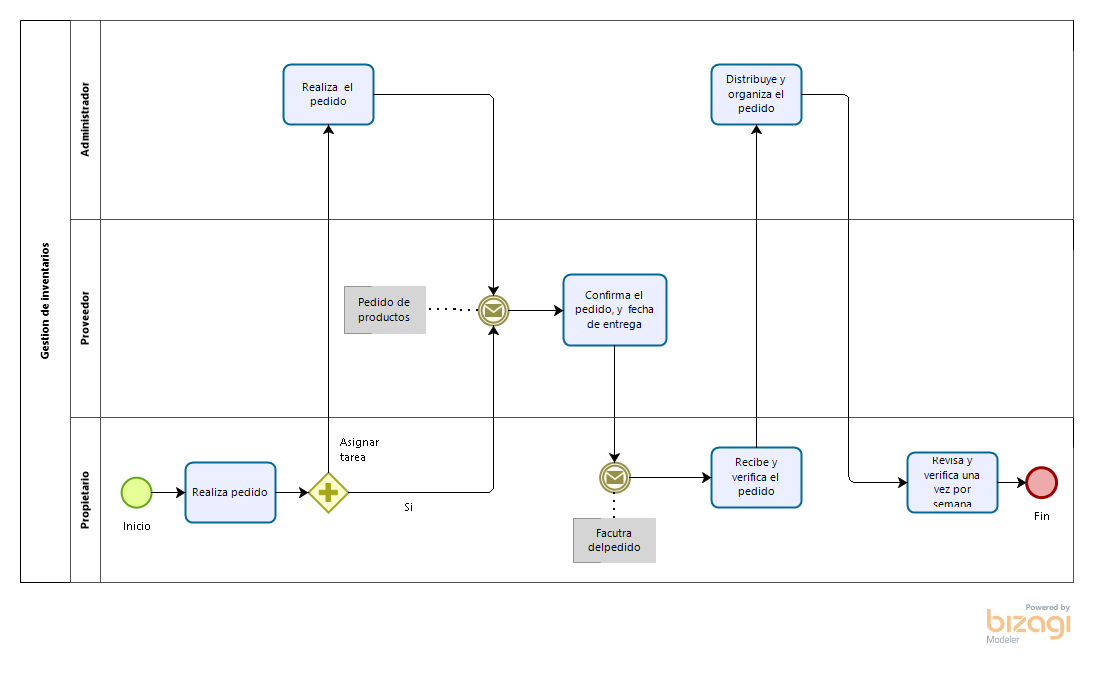 Gestion de inventarios
Administrador
Realiza el
pedido
Distribuye y
organiza el
pedido
Proveedor
Pedido de
productos
Confirma el
pedido, y fecha
de entrega
Propietario
Inicio
Realiza pedido
Asignar
tarea
Si
Facutra
delpedido
Recibe y
verifica el
pedido
Revisa y
verifica una
vez por
semana
Fin
Powered by
bizagi
Modeler